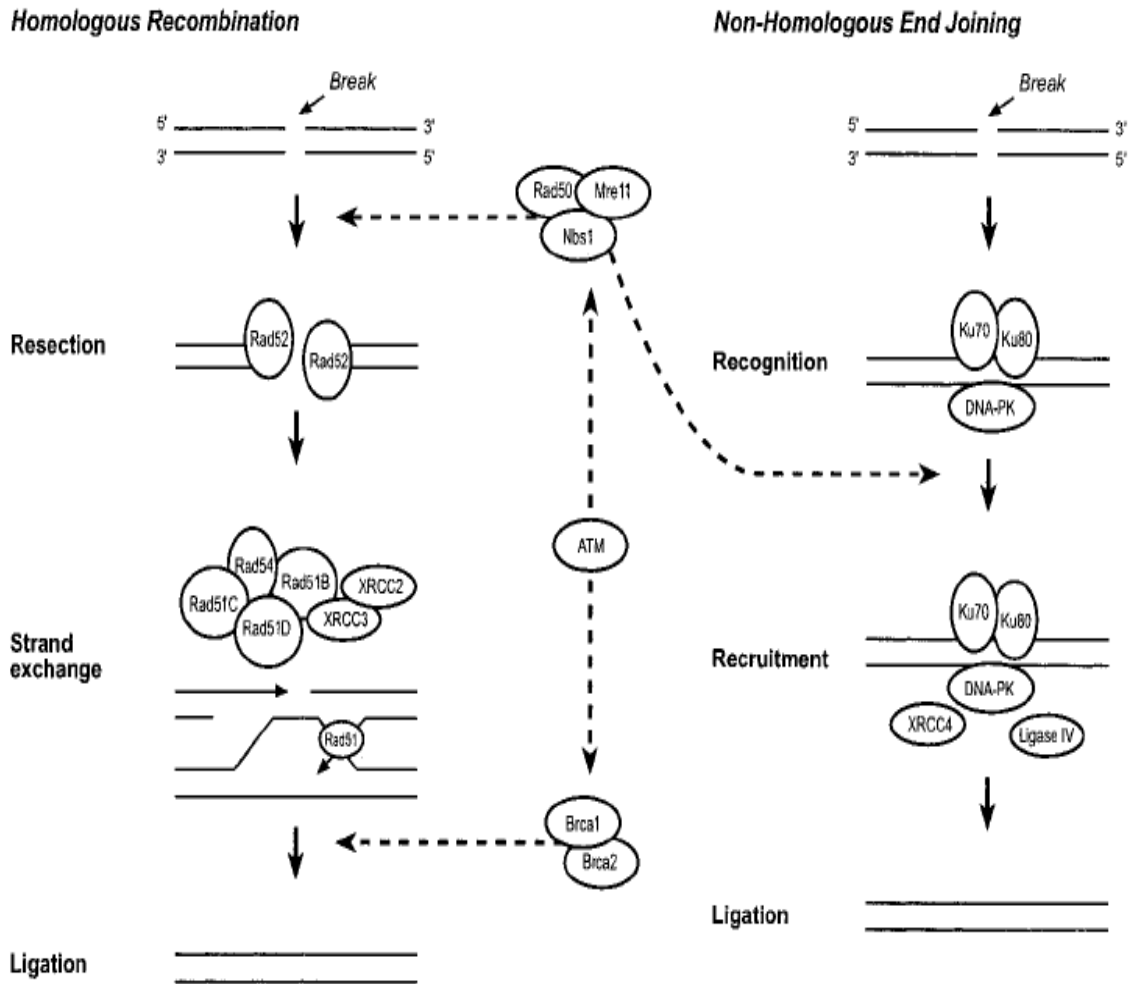 Homologous Recombination
Non-Homologous End Joining
Break
5'
3'
3'
5'
Break
5'
3'
3'
5'
Rad50
Mre11
Nbs1
Resection
Rad52
Rad52
Recognition
Ku70
Ku80
DNA-PK
ATM
Strand
exchange
Rad54
Rad51B
XRCC2
Rad51C
XRCC3
Rad51D
Rad51
Recruitment
Ku70
Ku80
DNA-PK
XRCC4
Ligase IV
Brca1
Brca2
Ligation
Ligation